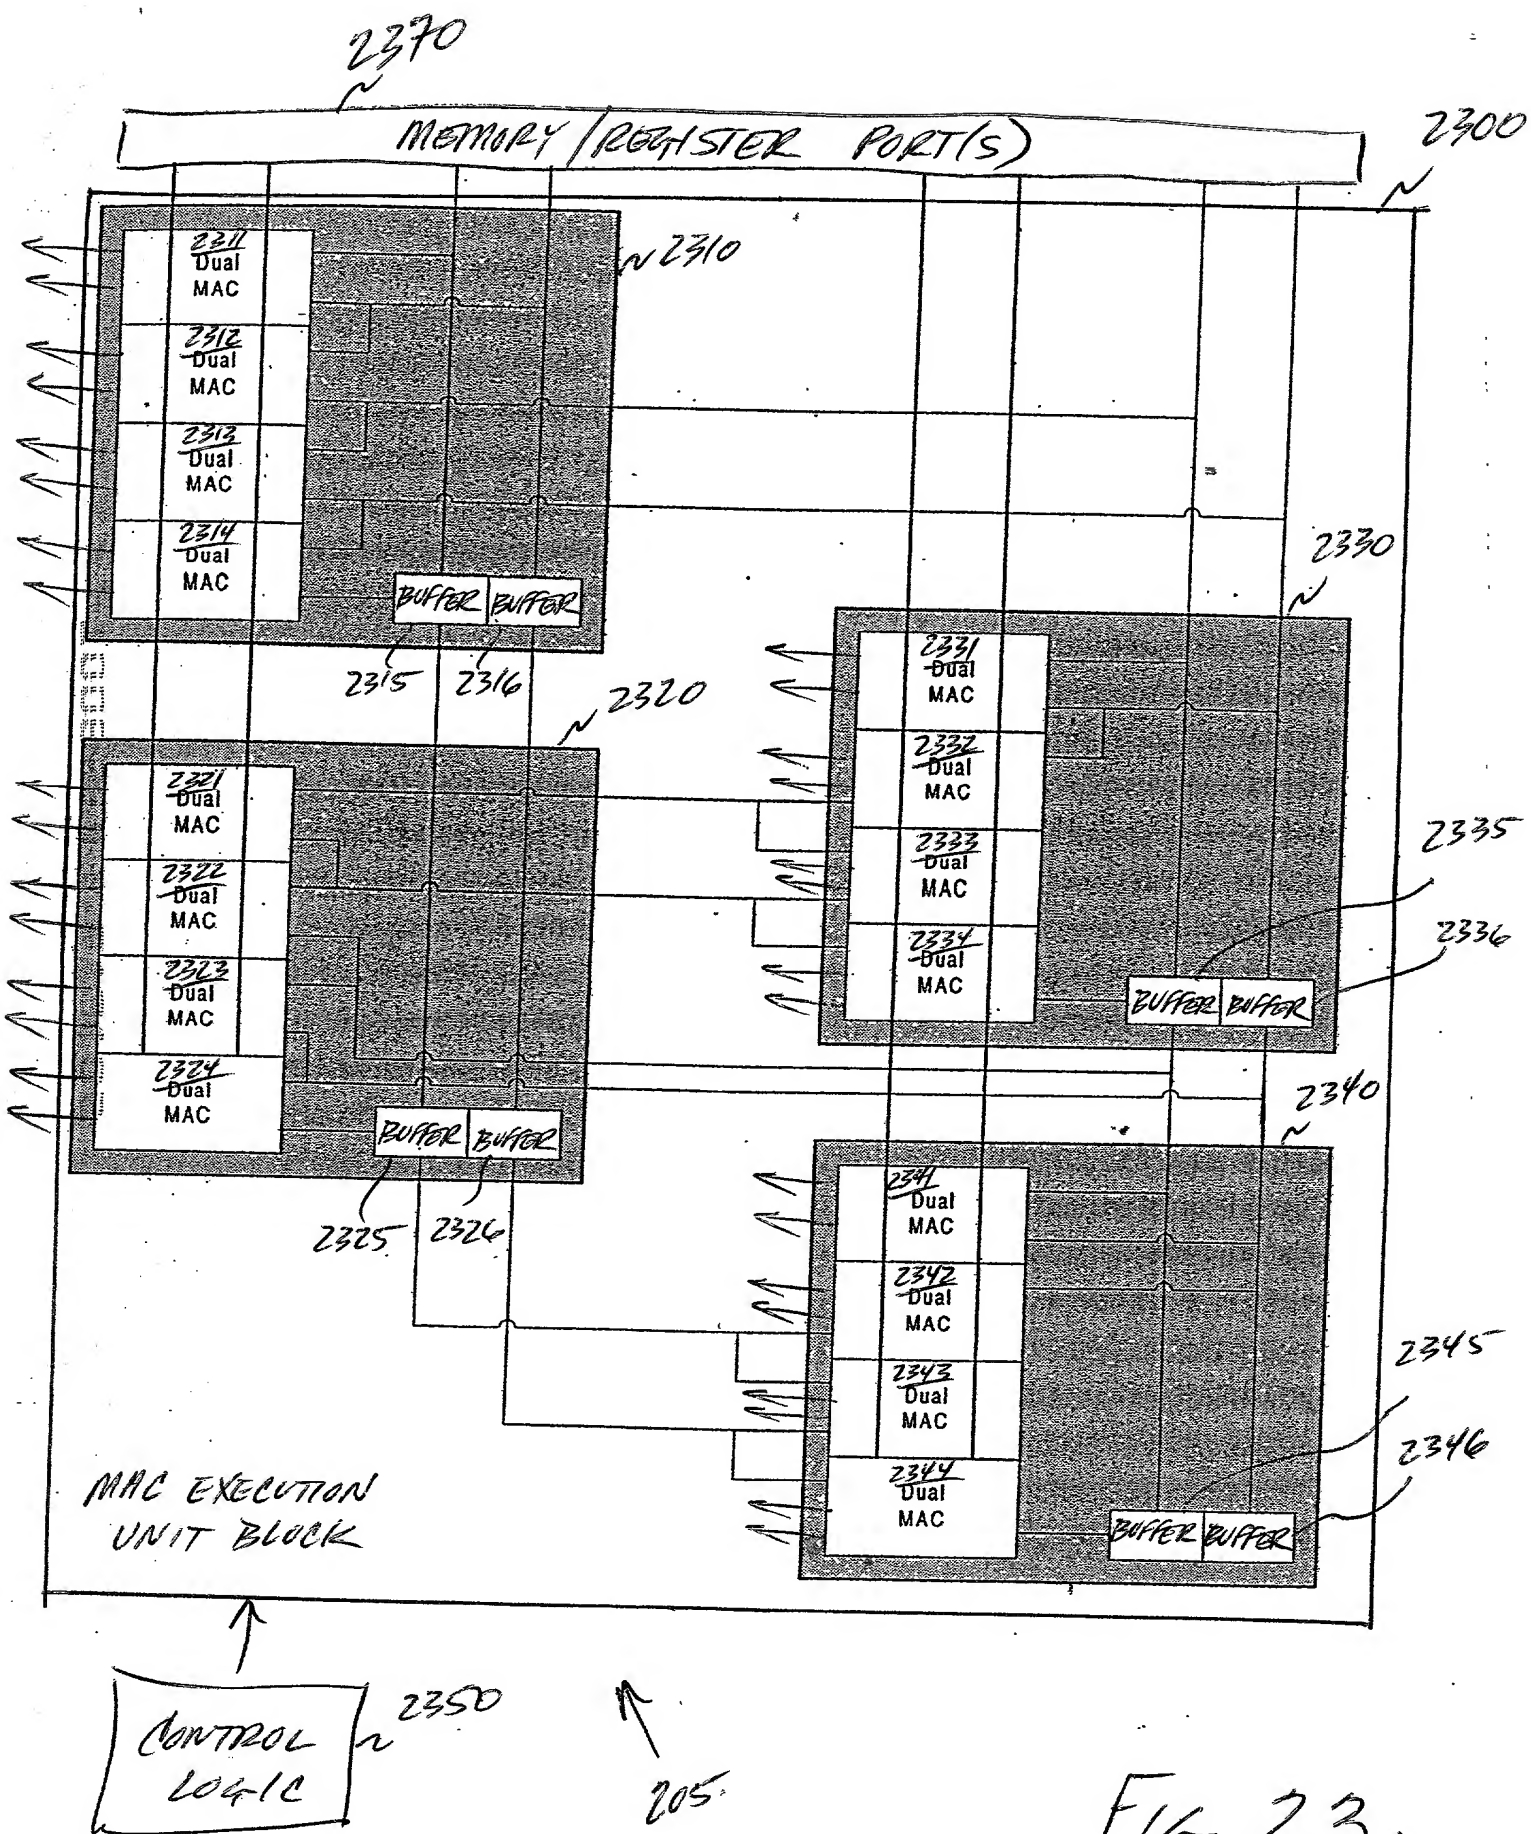 2370
MEMORY/REGISTER PORT(S)
2300
2310
2311
Dual
MAC
2312
Dual
MAC
2313
Dual
MAC
2314
Dual
MAC
BUFFER BUFFER
2315 2316
2320
2321
Dual
MAC
2322
Dual
MAC
2323
Dual
MAC
2324
Dual
MAC
BUFFER BUFFER
2325 2326
2330
2331
Dual
MAC
2332
Dual
MAC
2333
Dual
MAC
2334
Dual
MAC
BUFFER BUFFER
2335
2336
2340
2341
Dual
MAC
2342
Dual
MAC
2343
Dual
MAC
2344
Dual
MAC
BUFFER BUFFER
2345
2346
MAC EXECUTION
UNIT BLOCK
CONTROL
LOGIC
2350
205
FIG. 23